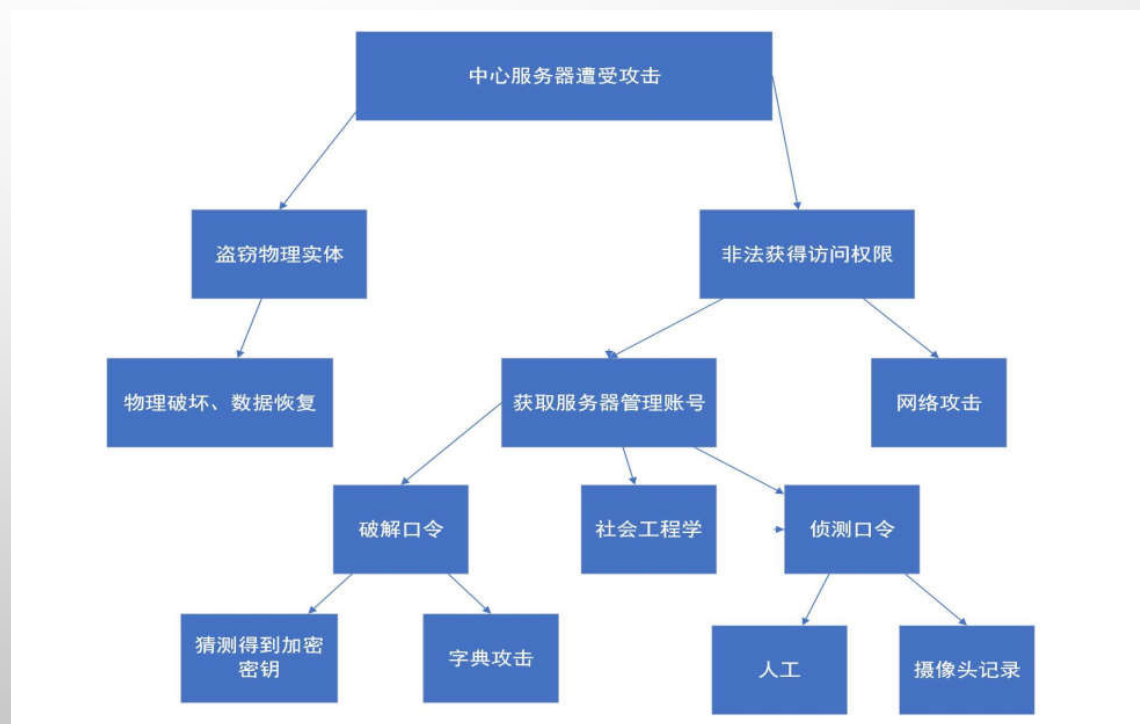 中心服务器遭受攻击
盗窃物理实体
非法获得访问权限
物理破坏、数据恢复
获取服务器管理账号
网络攻击
破解口令
社会工程学
侦测口令
猜测得到加密
密钥
字典攻击
人工
摄像头记录